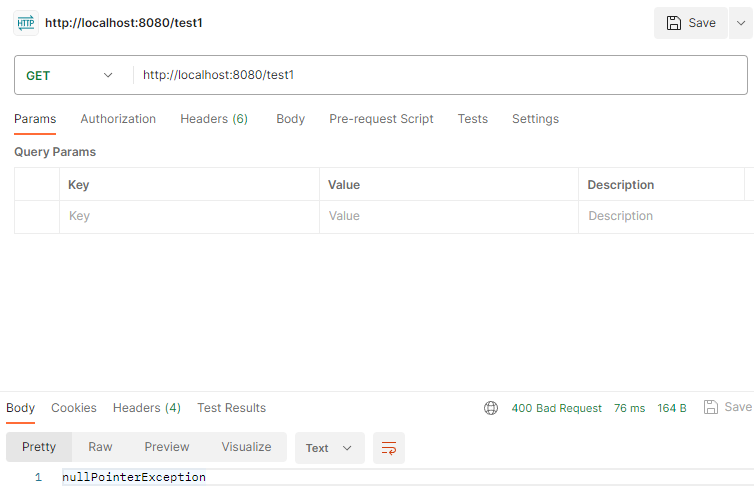 HTTP http://localhost:8080/test1 Save
GET http://localhost:8080/test1
Params Authorization Headers (6) Body Pre-request Script Tests Settings
Query Params
Key Value Description
Key Value Description
Body Cookies Headers (4) Test Results 400 Bad Request 76 ms 164 B Save
Pretty Raw Preview Visualize Text
1 nullPointerException